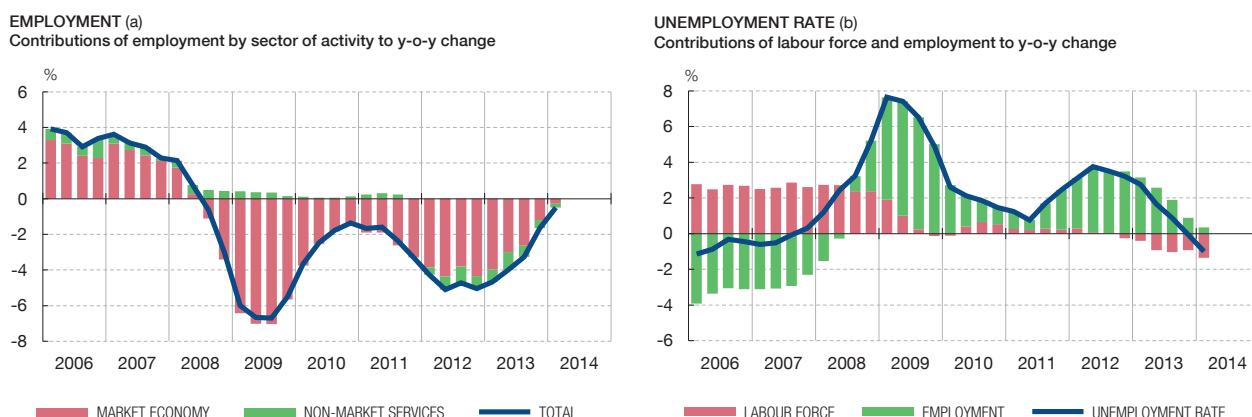 EMPLOYMENT (a)
Contributions of employment by sector of activity to y-o-y change
%
6
4
2
0
-2
-4
-6
-8
2006 2007 2008 2009 2010 2011 2012 2013 2014
MARKET ECONOMY NON-MARKET SERVICES TOTAL
UNEMPLOYMENT RATE (b)
Contributions of labour force and employment to y-o-y change
%
8
6
4
2
0
-2
-4
-6
2006 2007 2008 2009 2010 2011 2012 2013 2014
LABOUR FORCE EMPLOYMENT UNEMPLOYMENT RATE